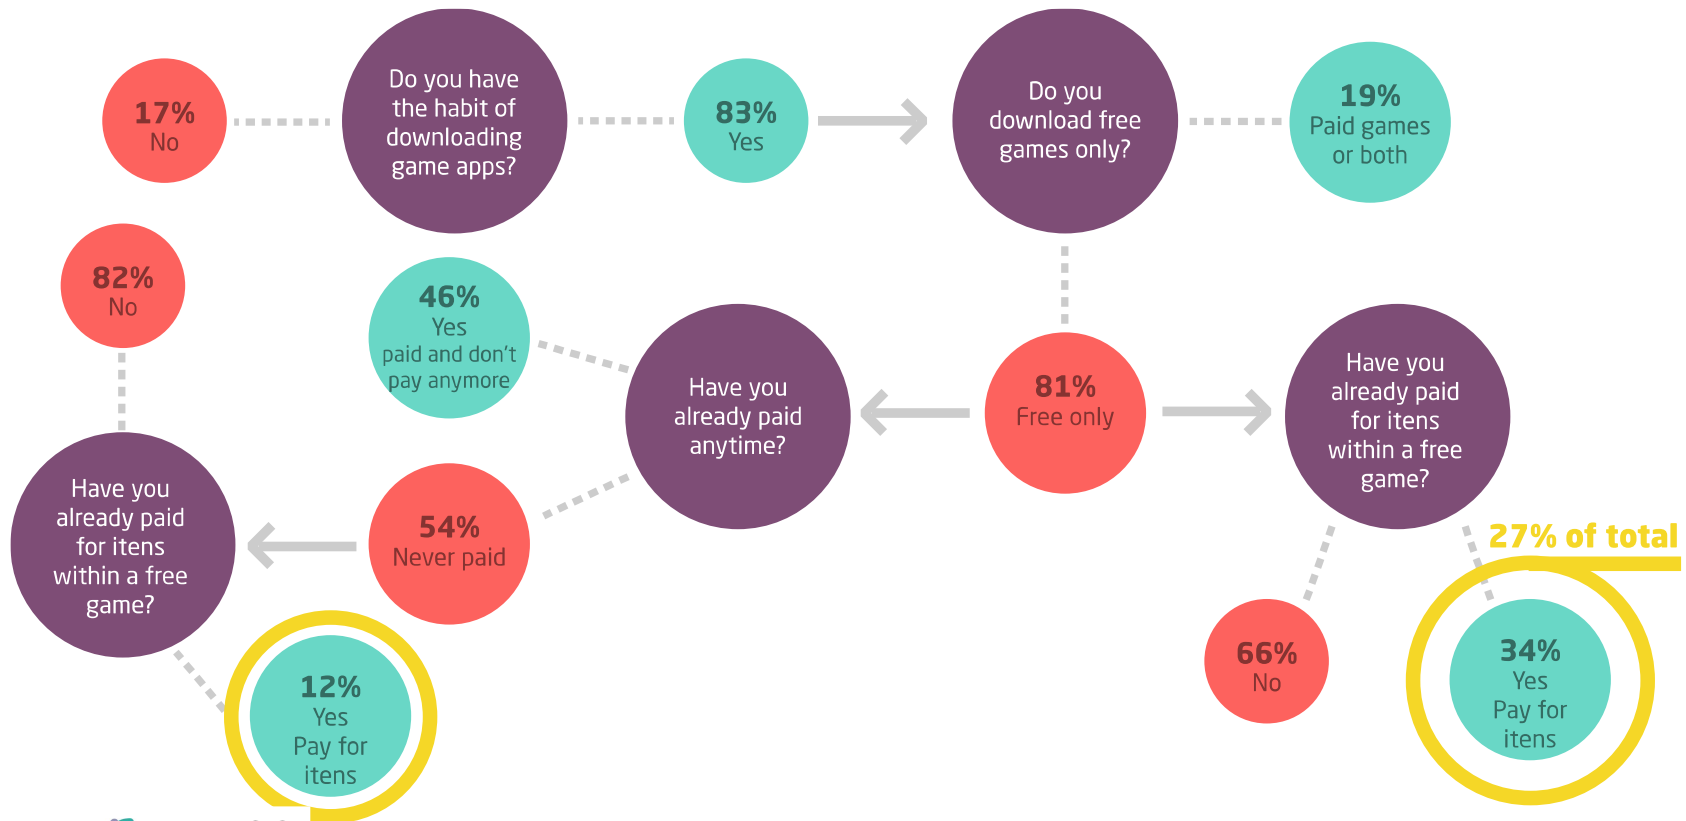 17%
No
Do you have
the habit of
downloading
game apps?
83%
Yes
Do you
download free
games only?
19%
Paid games
or both
82%
No
46%
Yes
paid and don't
pay anymore
Have you
already paid
anytime?
81%
Free only
Have you
already paid
for itens
within a free
game?
Have you
already paid
for itens
within a free
game?
54%
Never paid
27% of total
12%
Yes
Pay for
itens
66%
No
34%
Yes
Pay for
itens